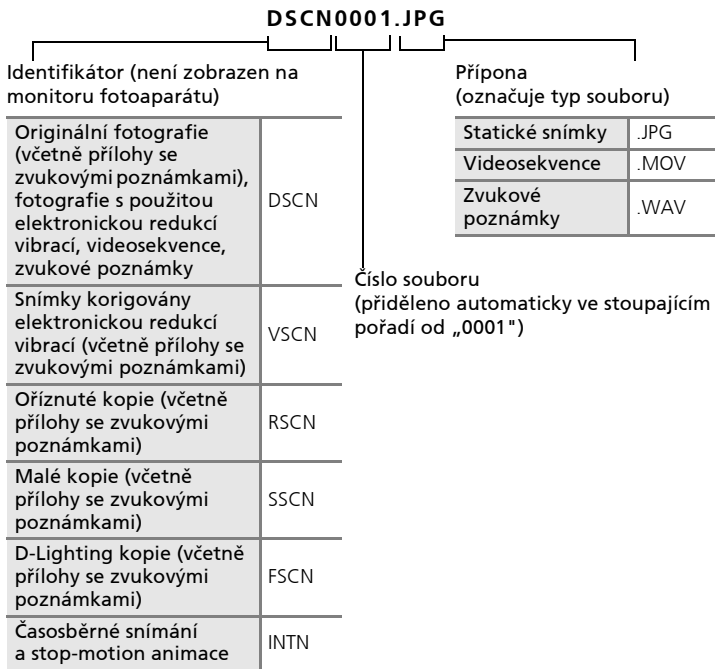 DSCN0001.JPG
Identifikátor (není zobrazen na
monitoru fotoaparátu)
Originální fotografie
(včetně přílohy se
zvukovými poznámkami),
fotografie s použitou
elektronickou redukcí
vibrací, videosekvence,
zvukové poznámky
DSCN
Snímky korigovány
elektronickou redukcí
vibrací (včetně přílohy se
zvukovými poznámkami)
VSCN
Oříznuté kopie (včetně
přílohy se zvukovými
poznámkami)
RSCN
Malé kopie (včetně
přílohy se zvukovými
poznámkami)
SSCN
D-Lighting kopie (včetně
přílohy se zvukovými
poznámkami)
FSCN
Časosběrné snímání
a stop-motion animace
INTN
Přípona
(označuje typ souboru)
Statické snímky .JPG
Videosekvence .MOV
Zvukové
poznámky
.WAV
Číslo souboru
(přiděleno automaticky ve stoupajícím
pořadí od „0001")